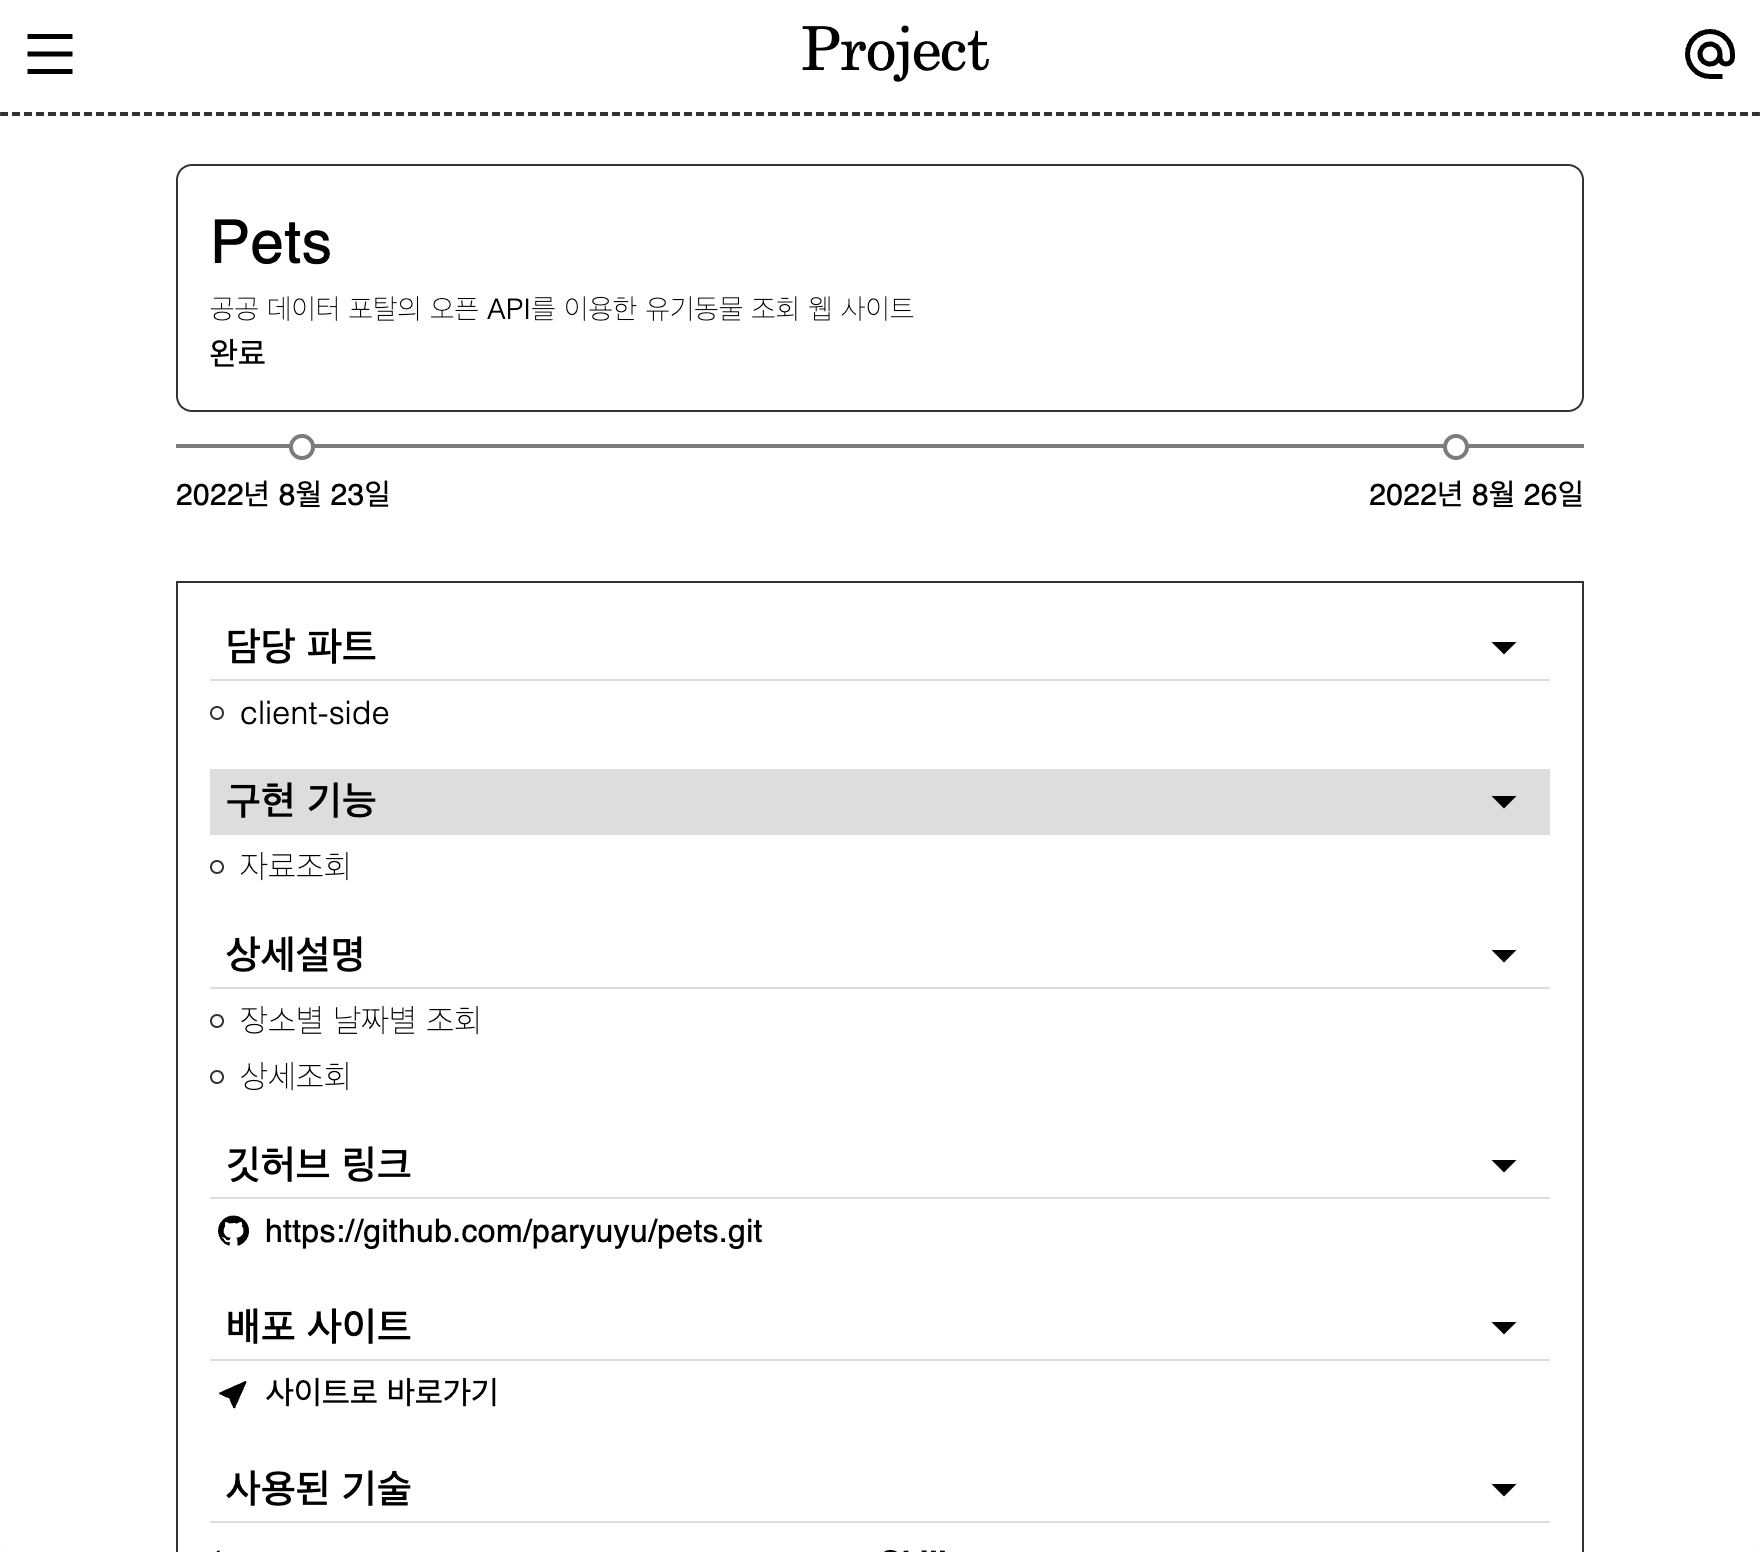 Project
Pets
공공 데이터 포탈의 오픈 API를 이용한 유기동물 조회 웹 사이트
완료
2022년 8월 23일
2022년 8월 26일
담당 파트
client-side
구현 기능
자료조회
상세설명
장소별 날짜별 조회
상세조회
깃허브 링크
https://github.com/paryuyu/pets.git
배포 사이트
사이트로 바로가기
사용된 기술